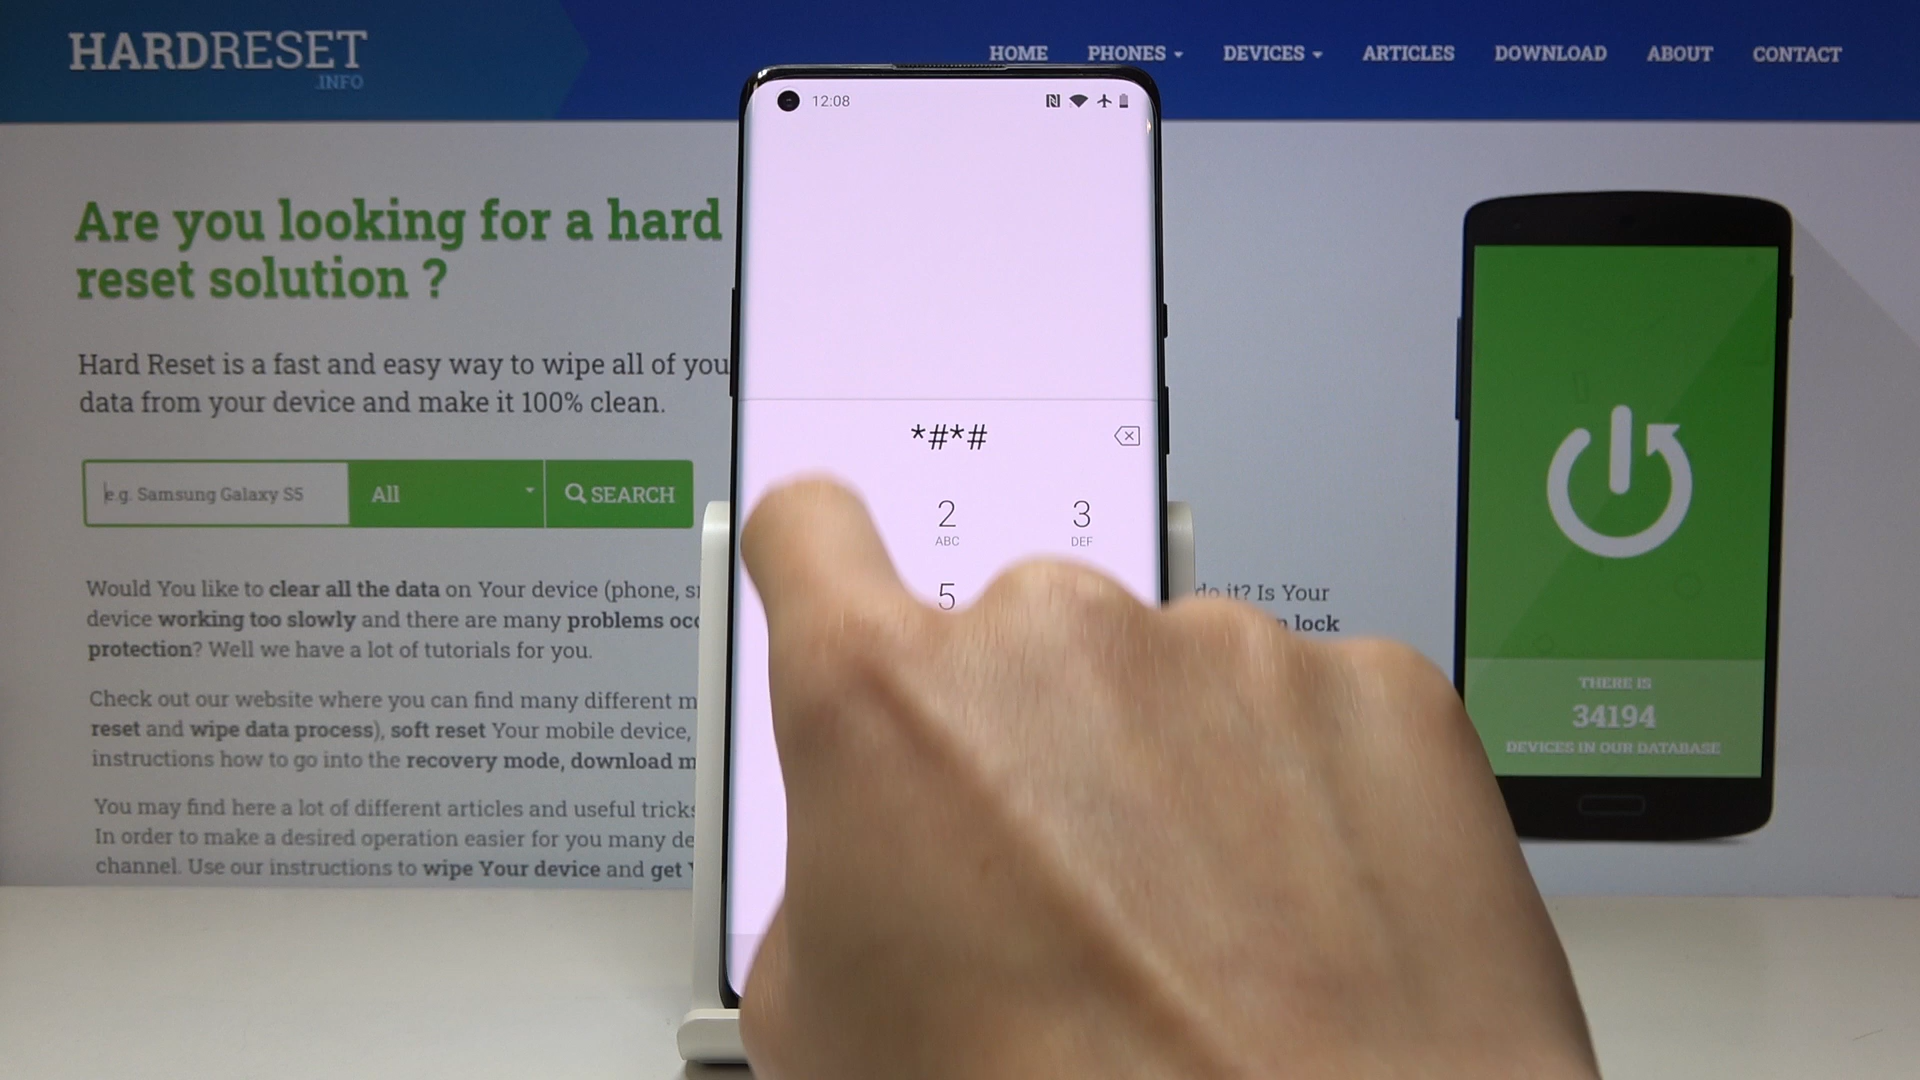 HARDRESET
.INFO
HOME PHONES DEVICES ARTICLES DOWNLOAD ABOUT CONTACT
12:08
Are you looking for a hard
reset solution ?
Hard Reset is a fast and easy way to wipe all of you
data from your device and make it 100% clean.
e.g. Samsung Galaxy S5 All SEARCH
Would You like to clear all the data on Your device (phone, s
device working too slowly and there are many problems occ
protection? Well we have a lot of tutorials for you.
do it? Is Your
lock
Check out our website where you can find many different m
reset and wipe data process), soft reset Your mobile device,
instructions how to go into the recovery mode, download m
You may find here a lot of different articles and useful tricks
In order to make a desired operation easier for you many de
channel. Use our instructions to wipe Your device and get
*#*#
2 3
ABC DEF
5
THERE IS
34194
DEVICES IN OUR DATABASE